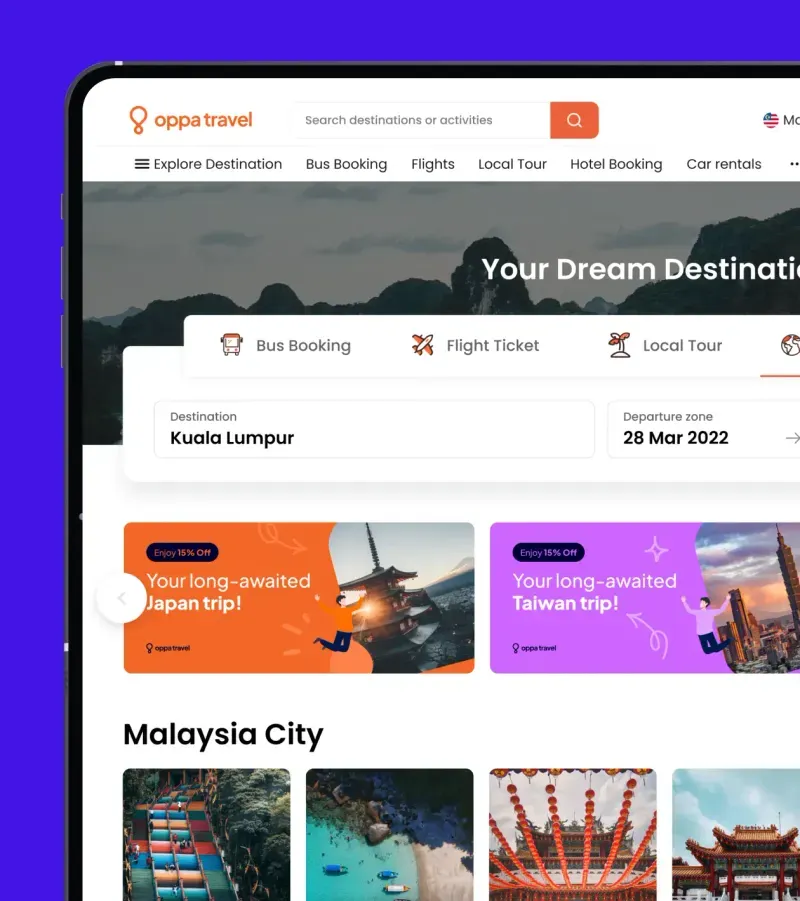 oppa travel
Search destinations or activities
Explore Destination Bus Booking Flights Local Tour Hotel Booking Car rentals
Your Dream
Bus Booking Flight Ticket Local Tour
Destination
Kuala Lumpur
Departure zone
28 Mar 2022
Enjoy 15% Off
Your long-awaited
Japan trip!
oppa travel
Enjoy 15% Off
Your long-awaited
Taiwan trip!
oppa travel
Malaysia City